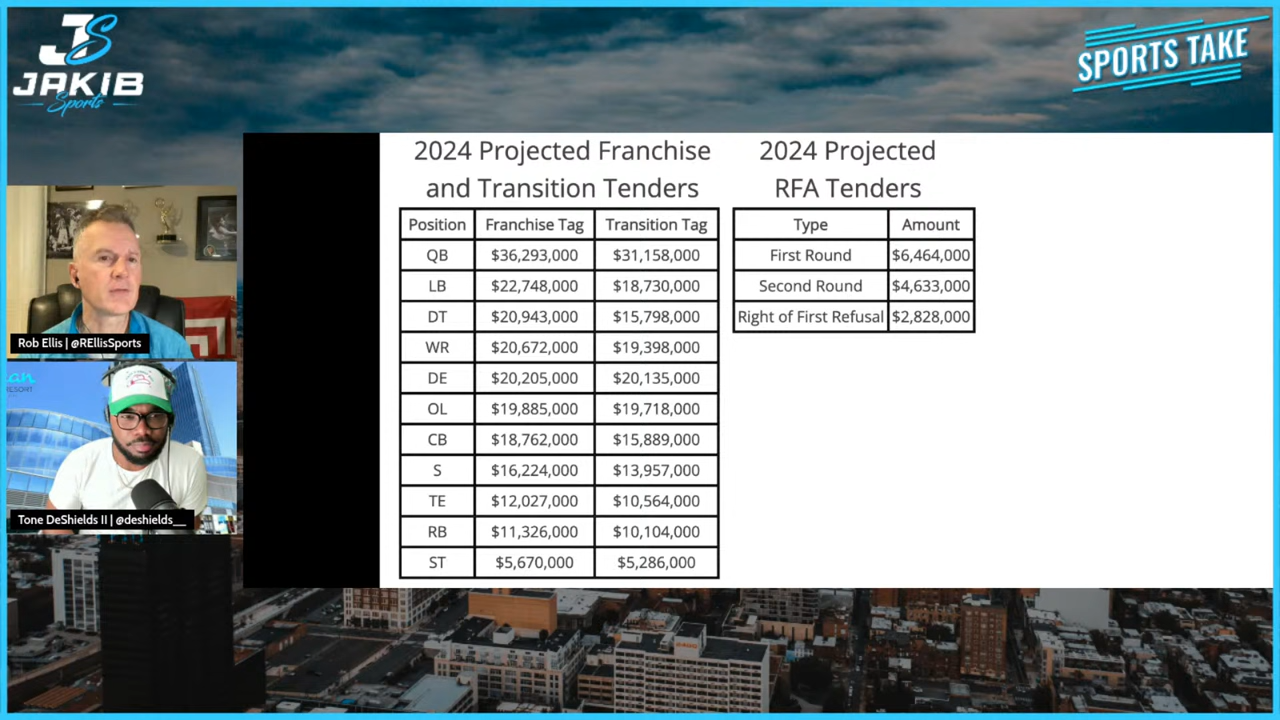 JS
JAKIB
Sports
SPORTS TAKE
2024 Projected Franchise
and Transition Tenders
Position Franchise Tag Transition Tag
QB $36,293,000 $31,158,000
LB $22,748,000 $18,730,000
DT $20,943,000 $15,798,000
WR $20,672,000 $19,398,000
DE $20,205,000 $20,135,000
OL $19,885,000 $19,718,000
CB $18,762,000 $15,889,000
S $16,224,000 $13,957,000
TE $12,027,000 $10,564,000
RB $11,326,000 $10,104,000
ST $5,670,000 $5,286,000
2024 Projected
RFA Tenders
Type Amount
First Round $6,464,000
Second Round $4,633,000
Right of First Refusal $2,828,000
Rob Ellis | @REllisSports
Tone DeShields II | @deshields__